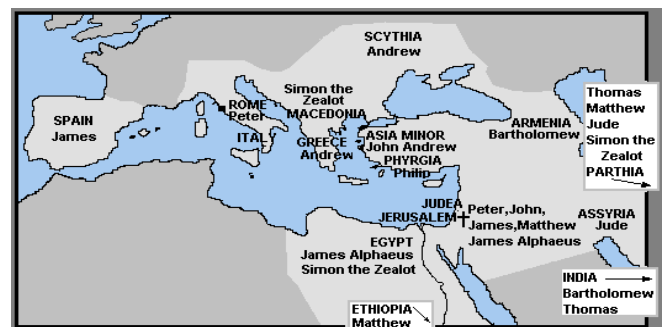 SCYTHIA
Andrew
Simon the
Zealot
MACEDONIA
ROME
Peter
ITALY
SPAIN
James
GREECE
Andrew
ASIA MINOR
John Andrew
PHYRGIA
Philip
ARMENIA
Bartholomew
Thomas
Matthew
Jude
Simon the
Zealot
PARTHIA
JUDEA
JERUSALEM
Peter,John,
James,Matthew
James Alphaeus
ASSYRIA
Jude
EGYPT
James Alphaeus
Simon the Zealot
INDIA
Bartholomew
Thomas
ETHIOPIA
Matthew